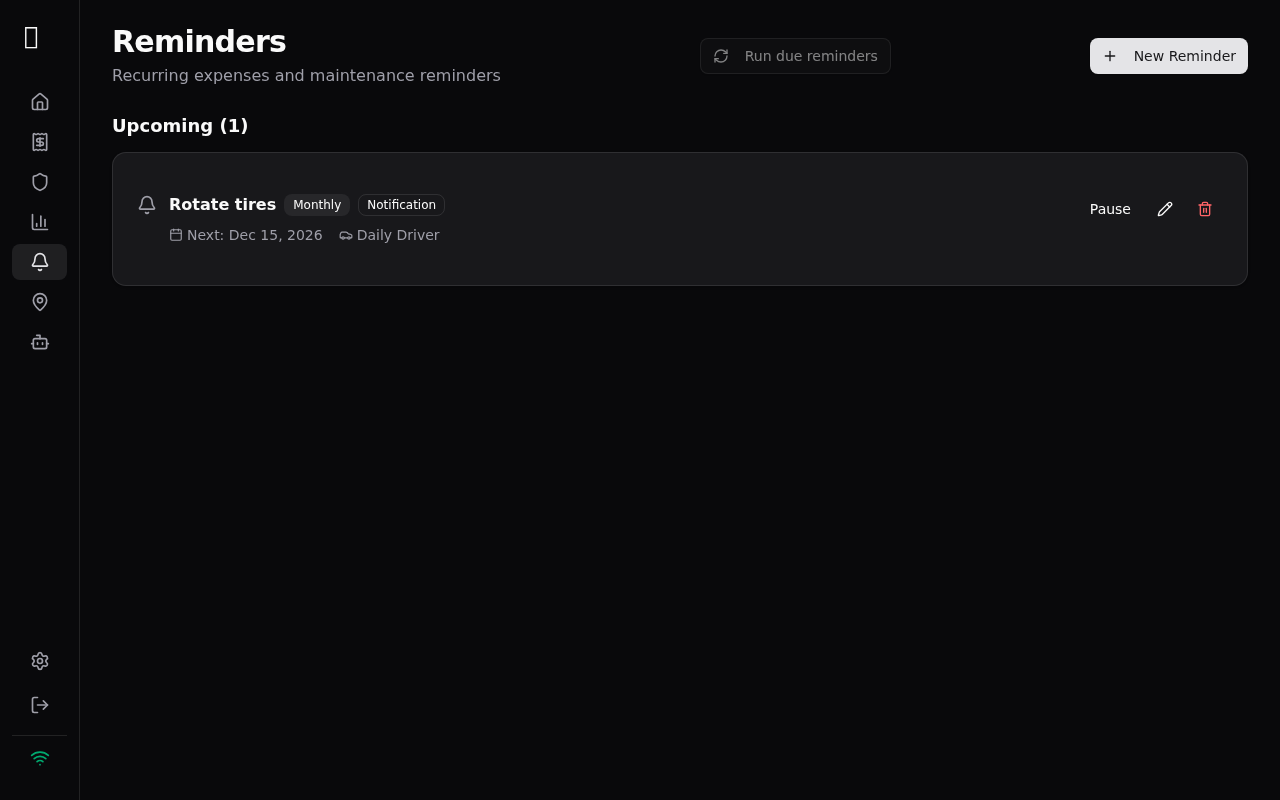 Reminders
Recurring expenses and maintenance reminders
Run due reminders
New Reminder
Upcoming (1)
Rotate tires
Monthly
Notification
Next: Dec 15, 2026
Daily Driver
Pause